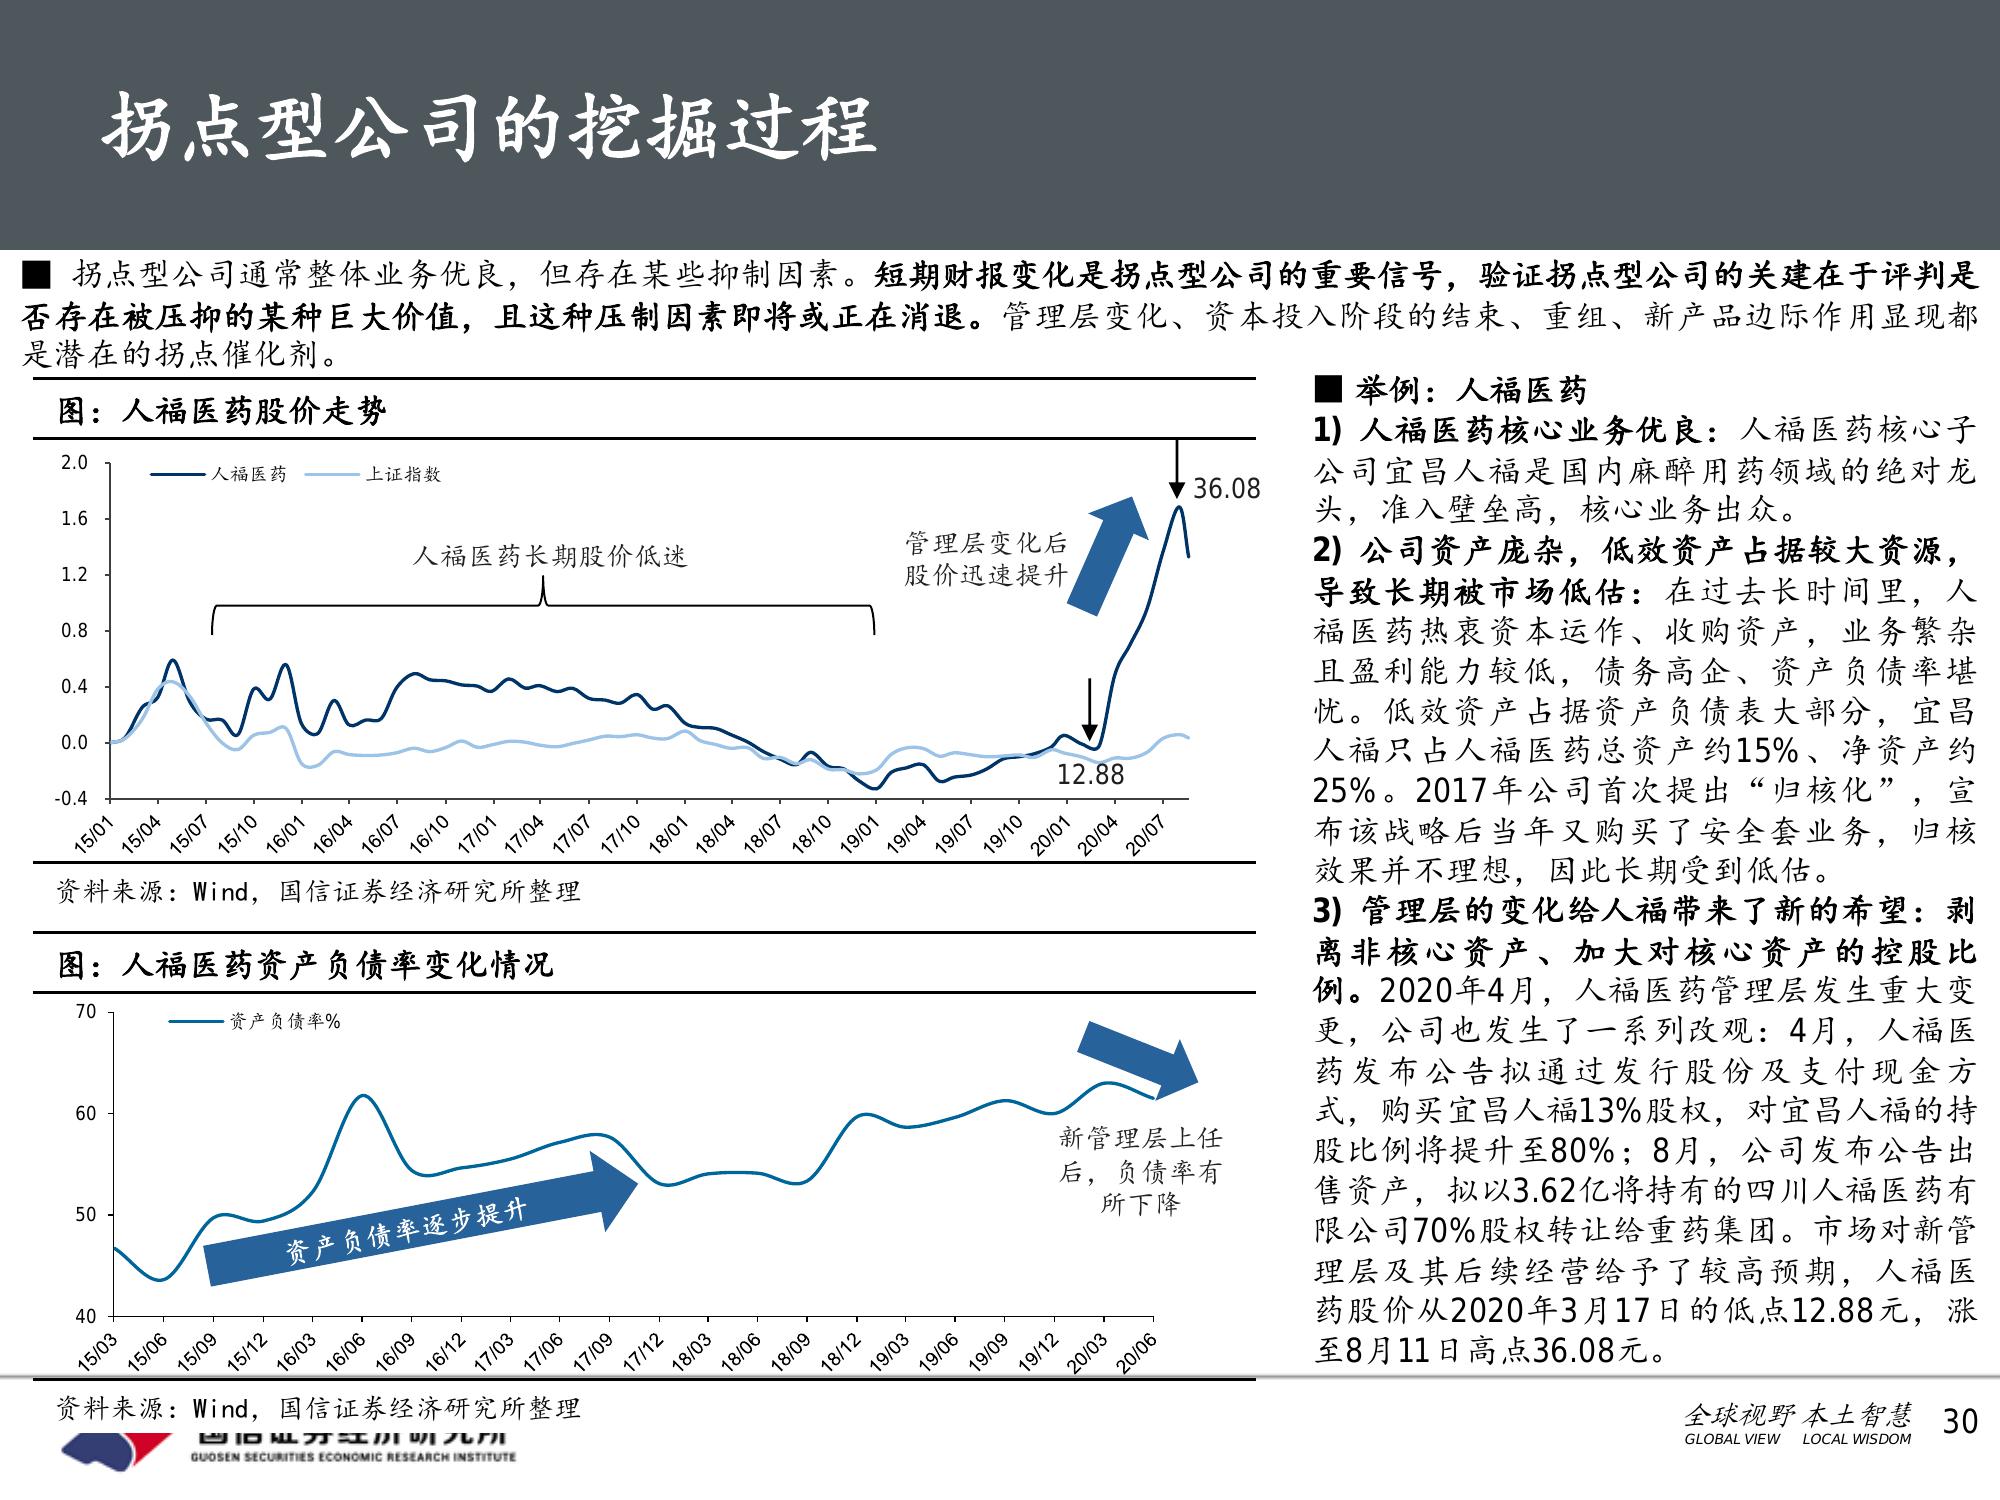 拐点型公司的挖掘过程
■ 拐点型公司通常整体业务优良，但存在某些抑制因素。短期财报变化是拐点型公司的重要信号，验证拐点型公司的关建在于评判是
否存在被压抑的某种巨大价值，且这种压制因素即将或正在消退。管理层变化、资本投入阶段的结束、重组、新产品边际作用显现都
是潜在的拐点催化剂。
图：人福医药股价走势
2.0
1.6
1.2
0.8
0.4
0.0
-0.4
人福医药 上证指数
36.08
管理层变化后
股价迅速提升
人福医药长期股价低迷
12.88
15/01 15/04 15/07 15/10 16/01 16/04 16/07 16/10 17/01 17/04 17/07 17/10 18/01 18/04 18/07 18/10 19/01 19/04 19/07 19/10 20/01 20/04 20/07
资料来源：Wind，国信证券经济研究所整理
图：人福医药资产负债率变化情况
70
60
50
40
资产负债率%
新管理层上任
后，负债率有
所下降
资产负债率逐步提升
15/03 15/06 15/09 15/12 16/03 16/06 16/09 16/12 17/03 17/06 17/09 17/12 18/03 18/06 18/09 18/12 19/03 19/06 19/09 19/12 20/03 20/06
资料来源：Wind，国信证券经济研究所整理
■ 举例：人福医药
1) 人福医药核心业务优良：人福医药核心子
公司宜昌人福是国内麻醉用药领域的绝对龙
头，准入壁垒高，核心业务出众。
2) 公司资产庞杂，低效资产占据较大资源，
导致长期被市场低估：在过去长时间里，人
福医药热衷资本运作、收购资产，业务繁杂
且盈利能力较低，债务高企、资产负债率堪
忧。低效资产占据资产负债表大部分，宜昌
人福只占人福医药总资产约15%、净资产约
25%。2017年公司首次提出“归核化”，宣
布该战略后当年又购买了安全套业务，归核
效果并不理想，因此长期受到低估。
3) 管理层的变化给人福带来了新的希望：剥
离非核心资产、加大对核心资产的控股比
例。2020年4月，人福医药管理层发生重大变
更，公司也发生了一系列改观：4月，人福医
药发布公告拟通过发行股份及支付现金方
式，购买宜昌人福13%股权，对宜昌人福的持
股比例将提升至80%；8月，公司发布公告出
售资产，拟以3.62亿将持有的四川人福医药有
限公司70%股权转让给重药集团。市场对新管
理层及其后续经营给予了较高预期，人福医
药股价从2020年3月17日的低点12.88元，涨
至8月11日高点36.08元。
国信证券经济研究所
GUOSEN SECURITIES ECONOMIC RESEARCH INSTITUTE
全球视野 本土智慧
GLOBAL VIEW LOCAL WISDOM
30